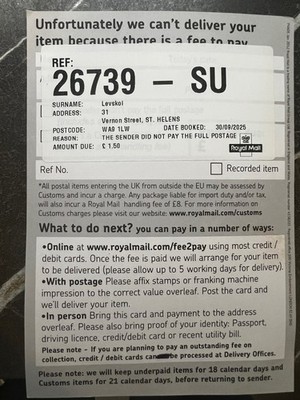 Unfortunately we can't deliver your
item because there is a fee to pay
REF:
26739 – SU
SURNAME: Levskoi
ADDRESS: 31
Vernon Street, ST. HELENS
POSTCODE: WA9 1LW DATE BOOKED: 30/09/2025
REASON: THE SENDER DID NOT PAY THE FULL POSTAGE
AMOUNT DUE: £ 1.50
Royal Mail
Ref No. Recorded item
*All postal items entering the UK from outside the EU may be assessed by
Customs and incur a charge. Any package liable for import duty and/or tax
will also incur a Royal Mail handling fee of £8. For more information on
Customs charges please visit our website: www.royalmail.com/customs
What to do next? you can pay in a number of ways:
•Online at www.royalmail.com/fee2pay using most credit /
debit cards. Once the fee is paid we will arrange for your item
to be delivered (please allow up to 5 working days for delivery).
•With postage Please affix stamps or franking machine
impression to the correct value overleaf. Post the card and
we'll deliver your item.
•In person Bring this card and payment to the address
overleaf. Please also bring proof of your identity: Passport,
driving licence, credit/debit card or recent utility bill.
Please note – If you are planning to pay an outstanding fee on
collection, credit / debit cards can be processed at Delivery Offices.
Please note: we will keep underpaid items for 18 calendar days and
Customs items for 21 calendar days, before returning to sender.